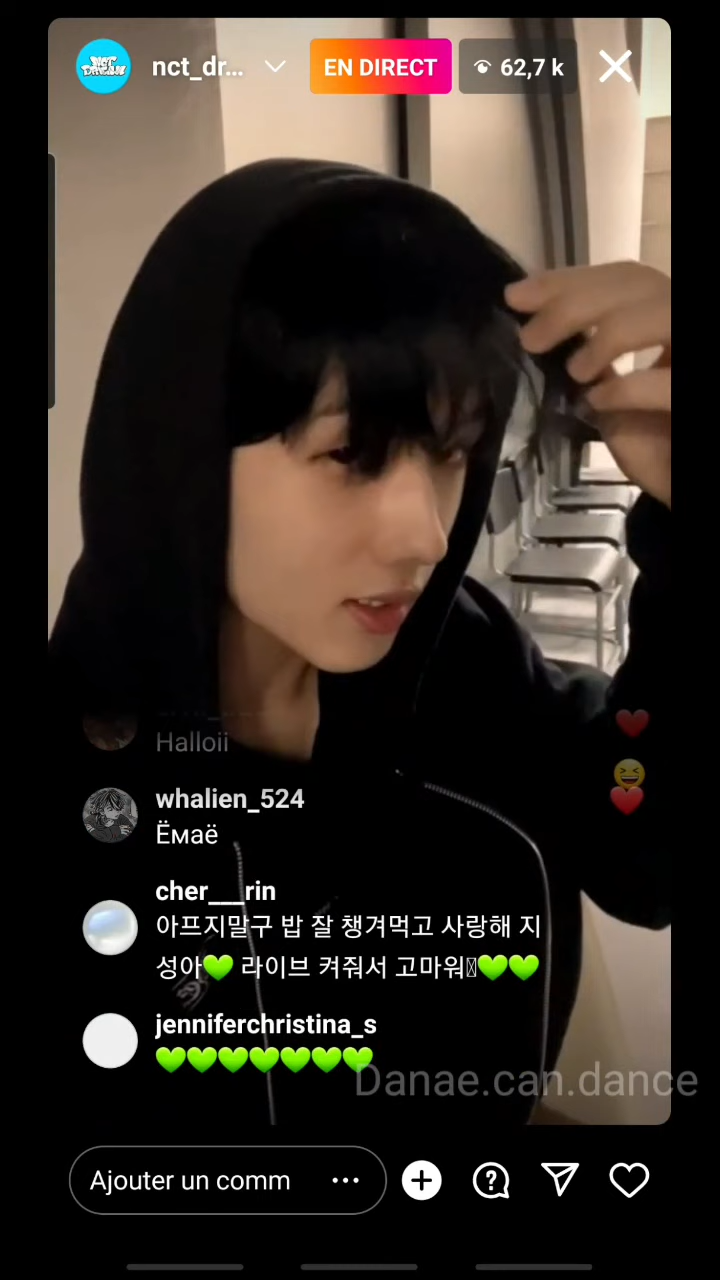 NCT
DREAM
nct_dr...
EN DIRECT
62,7 k
Halloii
whalien_524
Ёмаё
cher___rin
아프지말구 밥 잘 챙겨먹고 사랑해 지
성아💚 라이브 켜줘서 고마워💚💚
jenniferchristina_s
💚💚💚💚💚💚💚
Danae.can.dance
Ajouter un comm